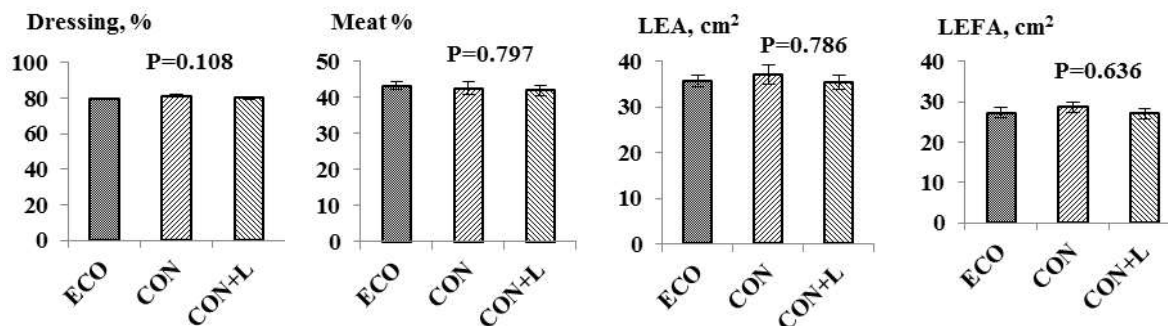 Dressing, %
P=0.108
100
80
60
40
20
0
ECO
CON
CON+L
Meat %
P=0.797
50
40
30
20
10
0
ECO
CON
CON+L
LEA, cm²
P=0.786
40
30
20
10
0
ECO
CON
CON+L
LEFA, cm²
P=0.636
40
30
20
10
0
ECO
CON
CON+L